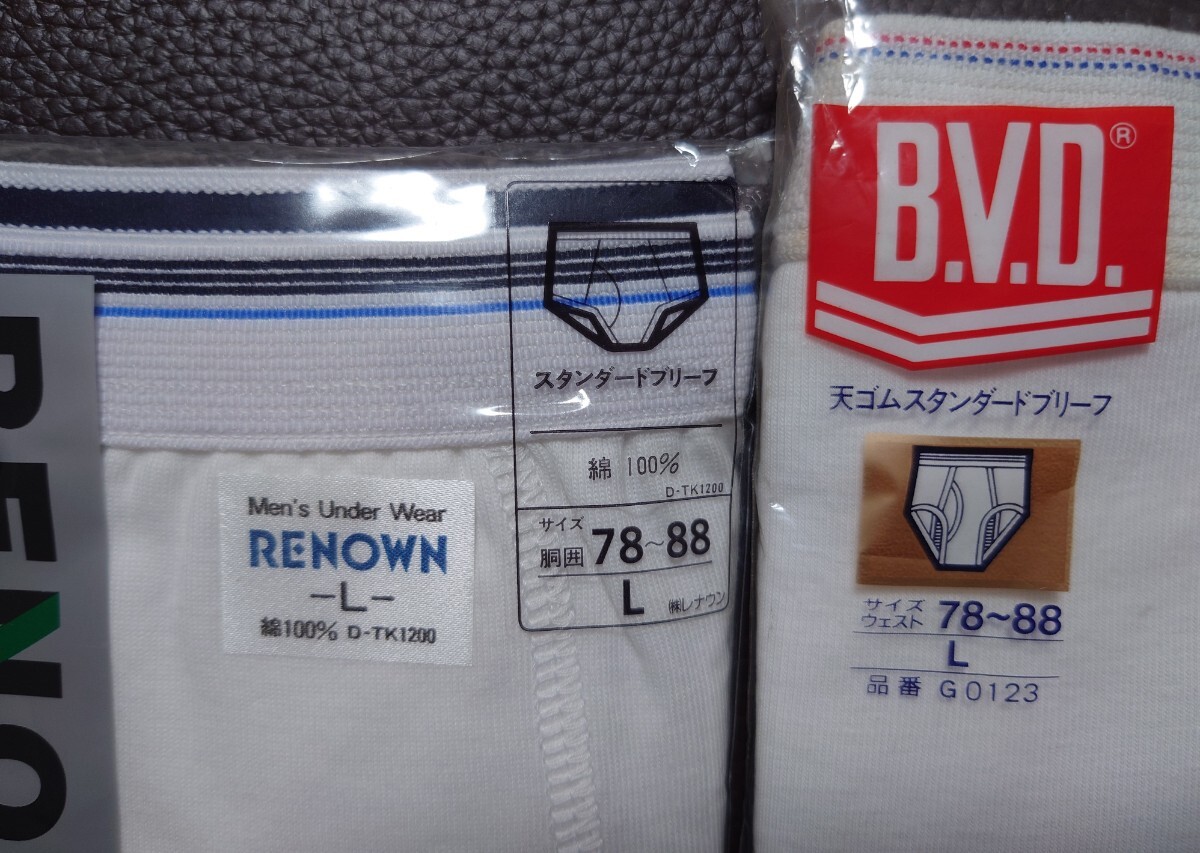 RENO
Men's Under Wear
RENOWN
-L-
綿100% D-TK1200
スタンダードブリーフ
綿 100%
D-TK1200
サイズ
胴囲 78~88
L ㈱レナウン
B.V.D.®
天ゴムスタンダードブリーフ
サイズ
ウェスト 78~88
L
品番 G0123